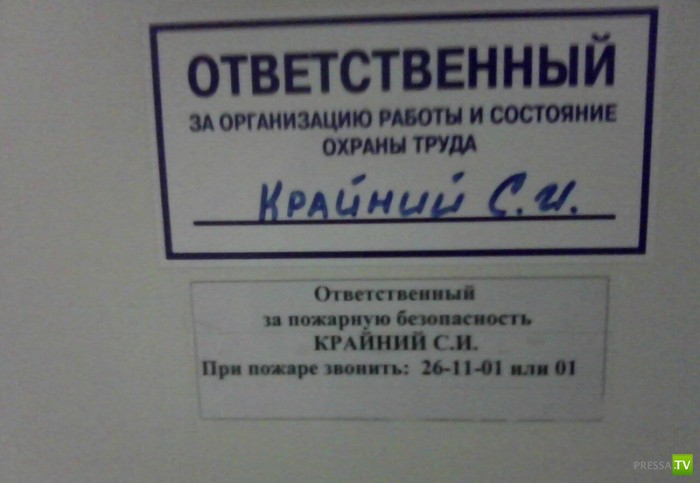 ОТВЕТСТВЕННЫЙ
ЗА ОРГАНИЗАЦИЮ РАБОТЫ И СОСТОЯНИЕ
ОХРАНЫ ТРУДА
КРАЙНИЙ С.И.
Ответственный
за пожарную безопасность
КРАЙНИЙ С.И.
При пожаре звонить: 26-11-01 или 01
PRESSA.TV